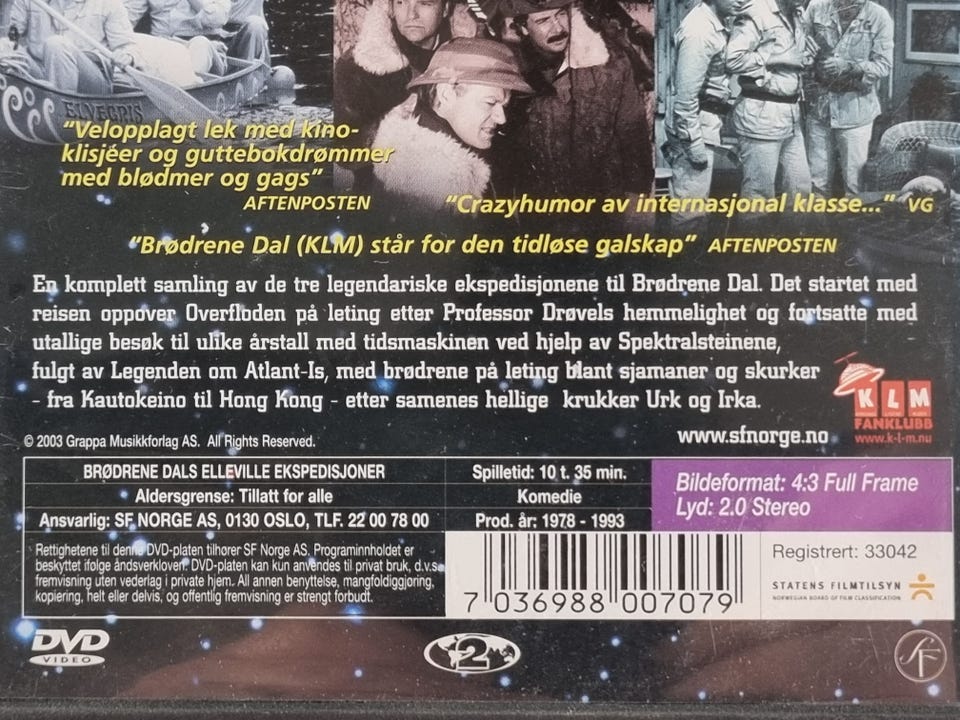 ELVEGRIS
"Velopplagt lek med kino-
klisjéer og guttebokdrømmer
med blødmer og gags"
AFTENPOSTEN
"Crazyhumor av internasjonal klasse..." VG
"Brødrene Dal (KLM) står for den tidløse galskap" AFTENPOSTEN
En komplett samling av de tre legendariske ekspedisjonene til Brødrene Dal. Det startet med
reisen oppover Overfloden på leting etter Professor Drøvels hemmelighet og fortsatte med
utallige besøk til ulike årstall med tidsmaskinen ved hjelp av Spektralsteinene,
fulgt av Legenden om Atlant-Is, med brødrene på leting blant sjamaner og skurker
- fra Kautokeino til Hong Kong - etter samenes hellige krukker Urk og Irka.
KLM
FANKLUBB
www.k-l-m.nu
© 2003 Grappa Musikkforlag AS. All Rights Reserved.
www.sfnorge.no
BRØDRENE DALS ELLEVILLE EKSPEDISJONER
Aldersgrense: Tillatt for alle
Ansvarlig: SF NORGE AS, 0130 OSLO, TLF. 22 00 78 00
Spilletid: 10 t. 35 min.
Komedie
Prod. år: 1978 - 1993
Bildeformat: 4:3 Full Frame
Lyd: 2.0 Stereo
Rettighetene til denne DVD-platen tilhører SF Norge AS. Programinnholdet er
beskyttet ifølge åndsverkloven. DVD-platen kan kun anvendes til privat bruk, d.v.s.
fremvisning uten vederlag i private hjem. All annen benyttelse, mangfoldiggjøring,
kopiering, helt eller delvis, og offentlig fremvisning er strengt forbudt.
7 036988 007079
Registrert: 33042
STATENS FILMTILSYN
NORWEGIAN BOARD OF FILM CLASSIFICATION
DVD
VIDEO
2
SF